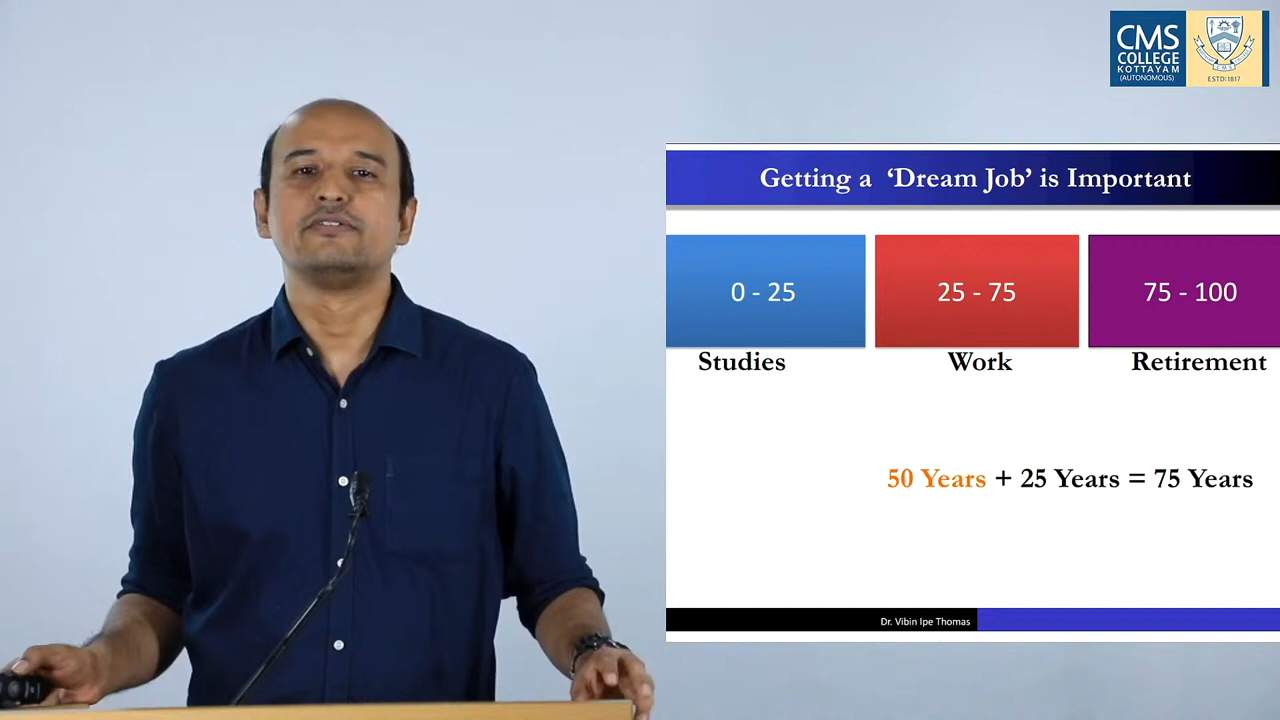 CMS
COLLEGE
KOTTAYAM
(AUTONOMOUS)
CMS
ESTD:1817
Getting a ‘Dream Job’ is Important
0 - 25
25 - 75
75 - 100
Studies
Work
Retirement
50 Years + 25 Years = 75 Years
Dr. Vibin Ipe Thomas